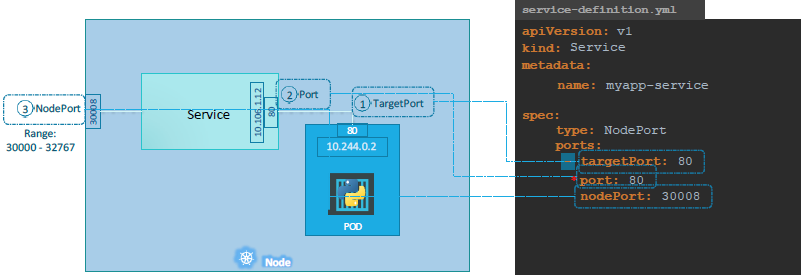 service-definition.yml
apiVersion: v1
kind: Service
metadata:
name: myapp-service
spec:
type: NodePort
ports:
targetPort: 80
port: 80
nodePort: 30008
3 NodePort
Range:
30000 - 32767
30008
Service
10.106.1.12
80
2 Port
1 TargetPort
80
10.244.0.2
POD
Node